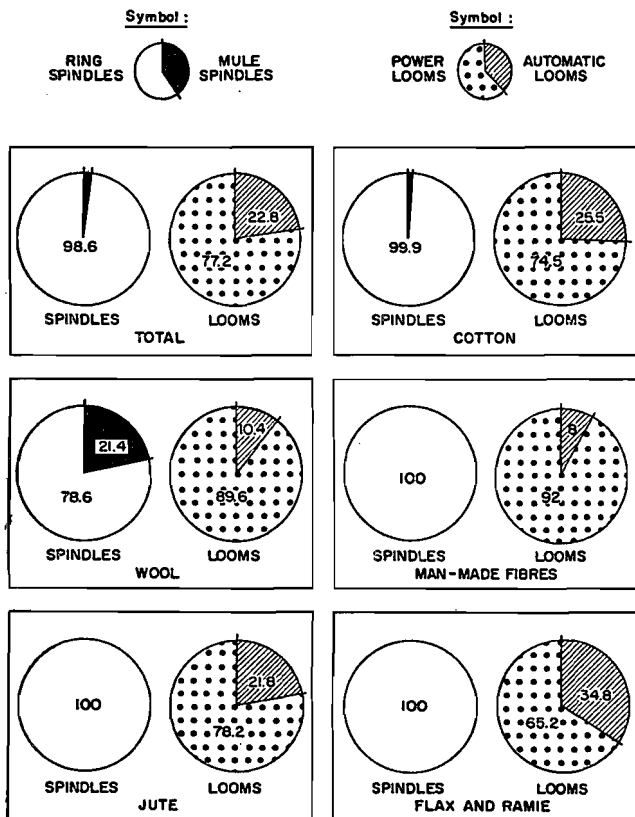 Symbol :
RING SPINDLES
MULE SPINDLES
Symbol :
POWER LOOMS
AUTOMATIC LOOMS
98.6
SPINDLES
22.8
77.2
LOOMS
TOTAL
99.9
SPINDLES
25.5
74.5
LOOMS
COTTON
21.4
78.6
SPINDLES
10.4
89.6
LOOMS
WOOL
100
SPINDLES
8
92
LOOMS
MAN-MADE FIBRES
100
SPINDLES
21.8
78.2
LOOMS
JUTE
100
SPINDLES
34.8
65.2
LOOMS
FLAX AND RAMIE